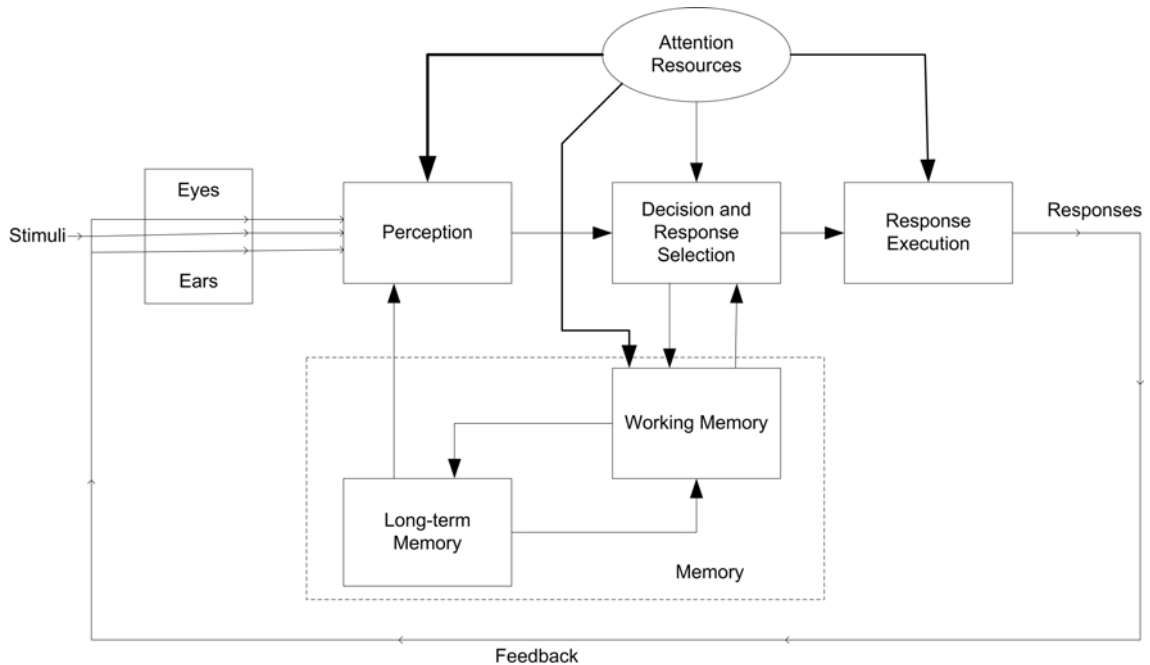 Attention
Resources
Eyes
Stimuli
Ears
Perception
Decision and
Response
Selection
Response
Execution
Responses
Working Memory
Long-term
Memory
Memory
Feedback